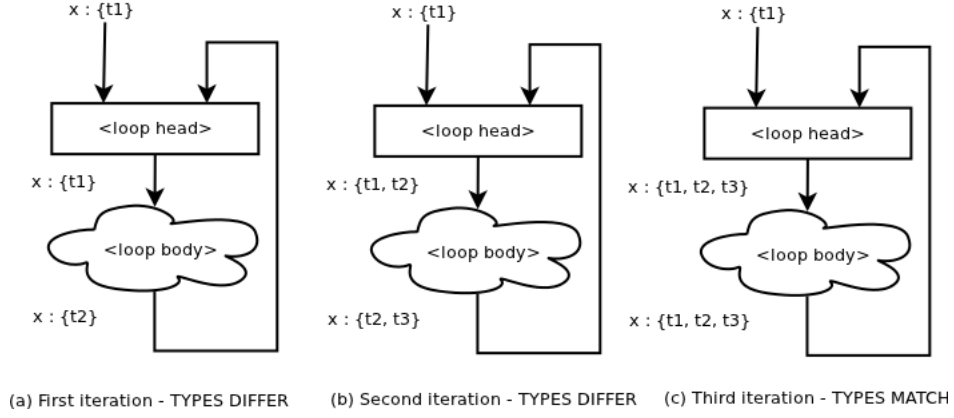 x : {t1}
<loop head>
x : {t1}
<loop body>
x : {t2}
(a) First iteration - TYPES DIFFER
x : {t1}
<loop head>
x : {t1, t2}
<loop body>
x : {t2, t3}
(b) Second iteration - TYPES DIFFER
x : {t1}
<loop head>
x : {t1, t2, t3}
<loop body>
x : {t1, t2, t3}
(c) Third iteration - TYPES MATCH